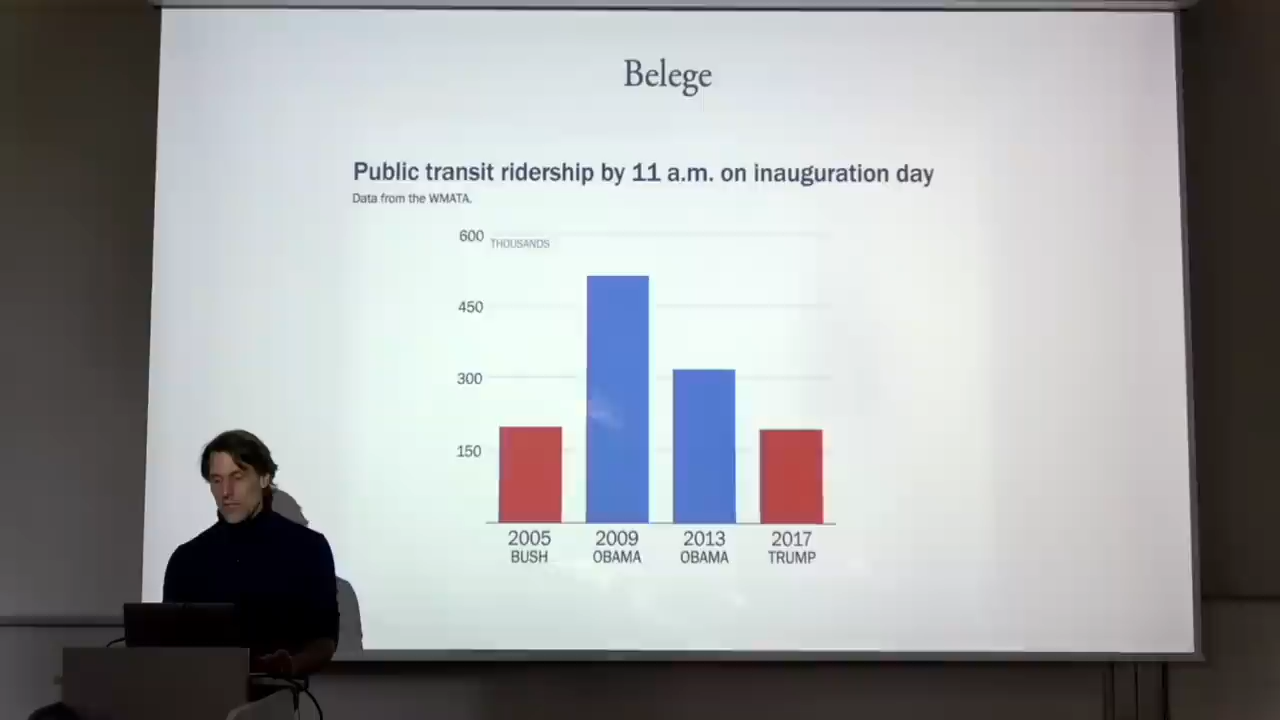 Belege
Public transit ridership by 11 a.m. on inauguration day
Data from the WMATA.
600 THOUSANDS
450
300
150
2005 2009 2013 2017
BUSH OBAMA OBAMA TRUMP